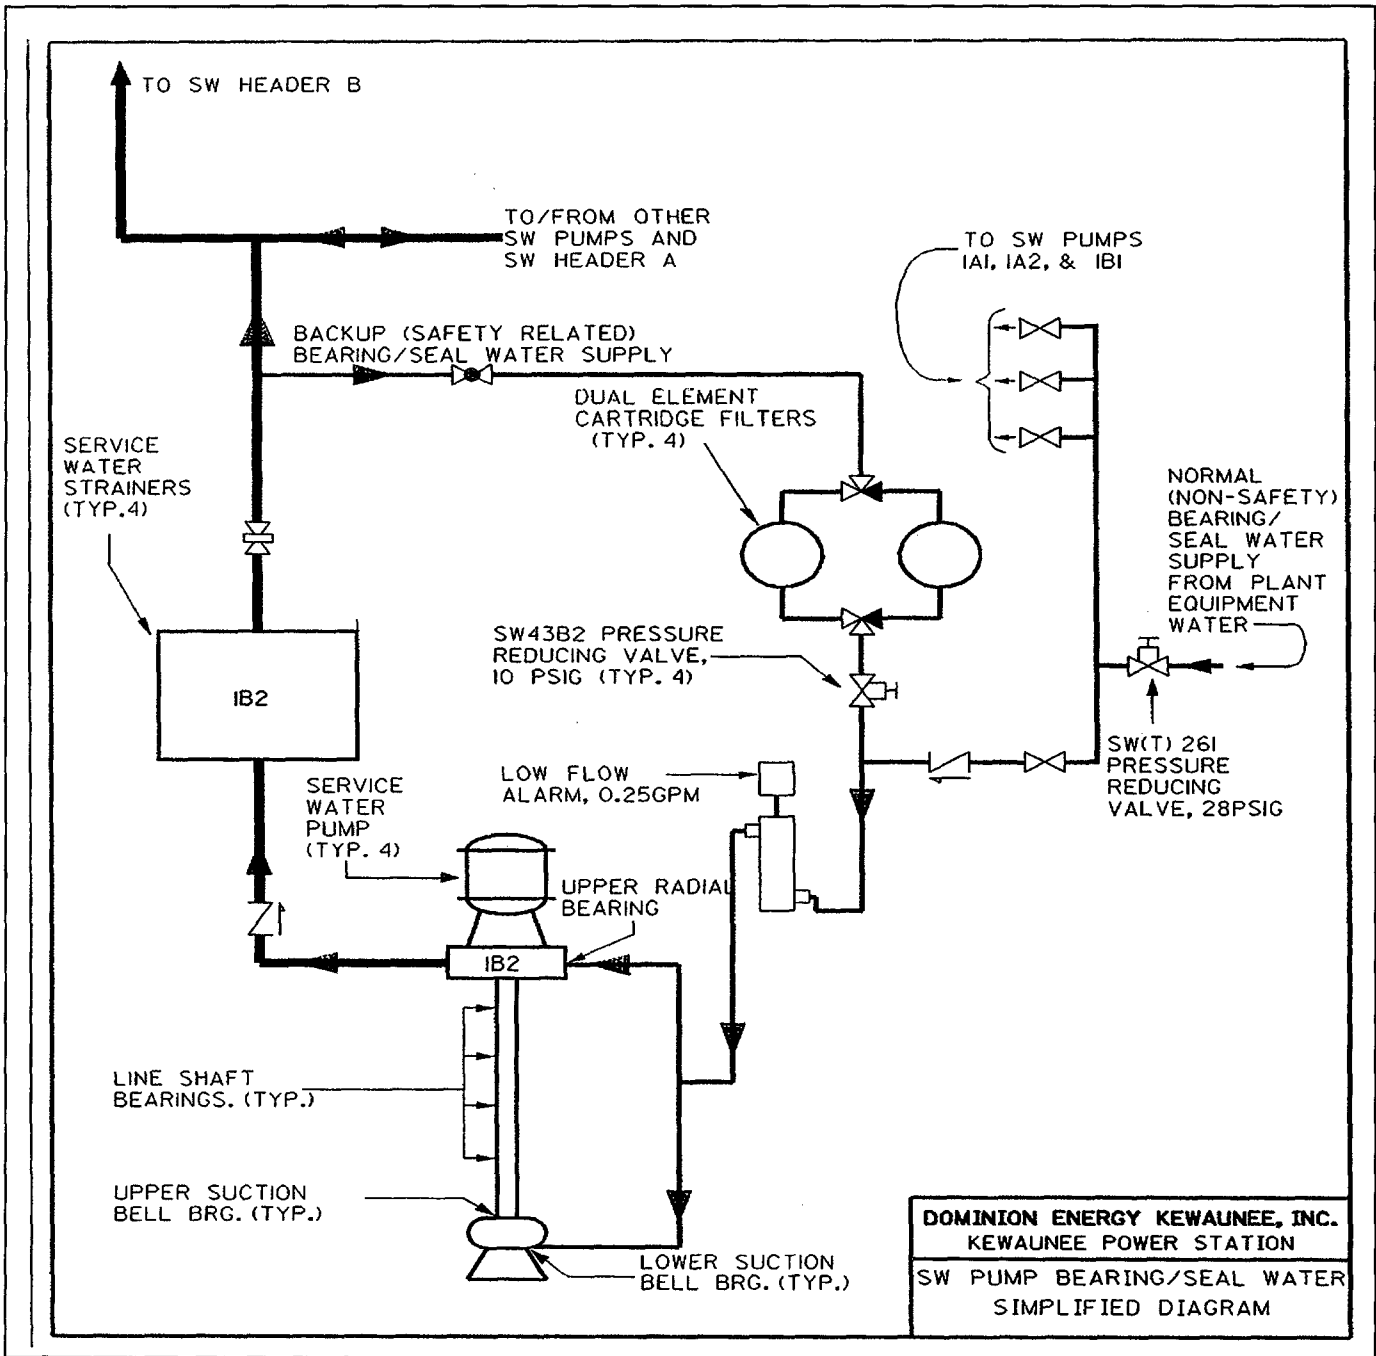 TO SW HEADER B
TO/FROM OTHER
SW PUMPS AND
SW HEADER A
TO SW PUMPS
1A1, 1A2, & 1B1
BACKUP (SAFETY RELATED)
BEARING/SEAL WATER SUPPLY
DUAL ELEMENT
CARTRIDGE FILTERS
(TYP. 4)
SERVICE
WATER
STRAINERS
(TYP.4)
NORMAL
(NON-SAFETY)
BEARING/
SEAL WATER
SUPPLY
FROM PLANT
EQUIPMENT
WATER
SW43B2 PRESSURE
REDUCING VALVE,
10 PSIG (TYP. 4)
1B2
SW(T) 261
PRESSURE
REDUCING
VALVE, 28PSIG
LOW FLOW
ALARM, 0.25GPM
SERVICE
WATER
PUMP
(TYP. 4)
UPPER RADIAL
BEARING
1B2
LINE SHAFT
BEARINGS. (TYP.)
UPPER SUCTION
BELL BRG. (TYP.)
LOWER SUCTION
BELL BRG. (TYP.)
DOMINION ENERGY KEWAUNEE, INC.
KEWAUNEE POWER STATION
SW PUMP BEARING/SEAL WATER
SIMPLIFIED DIAGRAM